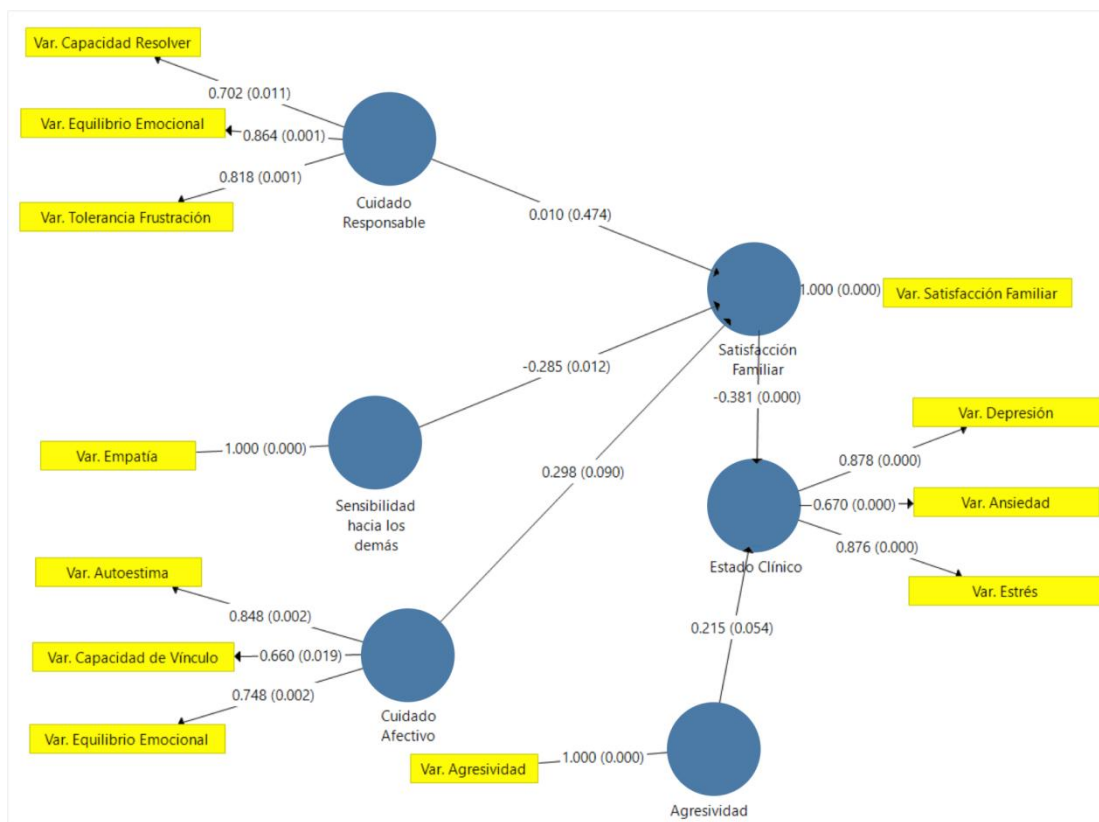 Var. Capacidad Resolver
0.702 (0.011)
Var. Equilibrio Emocional
0.864 (0.001)
0.818 (0.001)
Var. Tolerancia Frustración
Cuidado
Responsable
0.010 (0.474)
1.000 (0.000)
Var. Satisfacción Familiar
Satisfacción
Familiar
-0.285 (0.012)
-0.381 (0.000)
Var. Empatía
1.000 (0.000)
Sensibilidad
hacia los
demás
0.298 (0.090)
Var. Depresión
0.878 (0.000)
0.670 (0.000)
Var. Ansiedad
0.876 (0.000)
Estado Clínico
Var. Estrés
Var. Autoestima
0.848 (0.002)
Var. Capacidad de Vínculo
0.660 (0.019)
0.748 (0.002)
Var. Equilibrio Emocional
Cuidado
Afectivo
0.215 (0.054)
Var. Agresividad
1.000 (0.000)
Agresividad